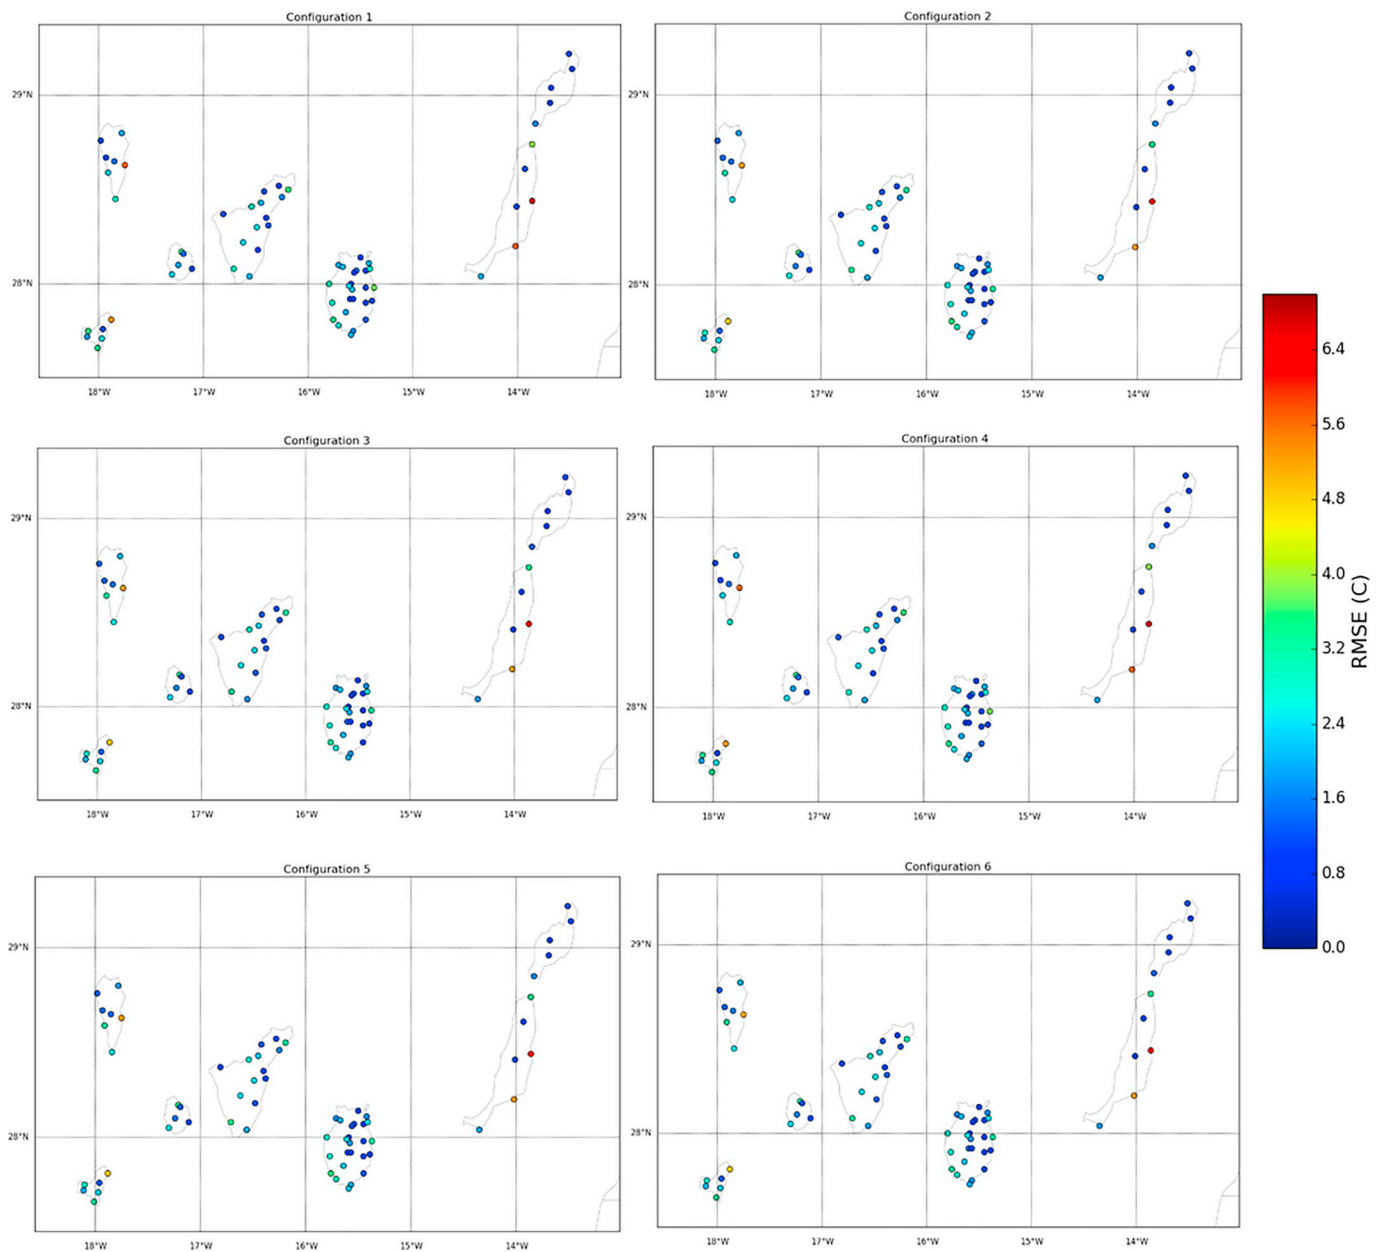 Configuration 1
Configuration 2
29°N
28°N
18°W 17°W 16°W 15°W 14°W
29°N
28°N
18°W 17°W 16°W 15°W 14°W
Configuration 3
Configuration 4
29°N
28°N
18°W 17°W 16°W 15°W 14°W
29°N
28°N
18°W 17°W 16°W 15°W 14°W
Configuration 5
Configuration 6
29°N
28°N
18°W 17°W 16°W 15°W 14°W
29°N
28°N
18°W 17°W 16°W 15°W 14°W
6.4
5.6
4.8
4.0
3.2
2.4
1.6
0.8
0.0
RMSE (C)